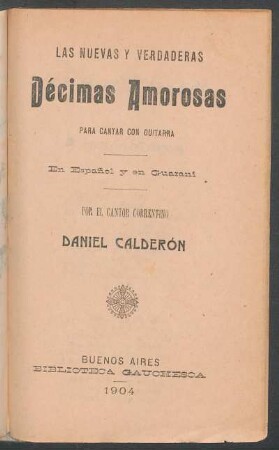 LAS NUEVAS Y VERDADERAS
Décimas Amorosas
PARA CANTAR CON GUITARRA
En Español y en Guarani
POR EL CANTOR CORRENTINO
DANIEL CALDERÓN
BUENOS AIRES
BIBLIOTECA GAUCHESCA
1904